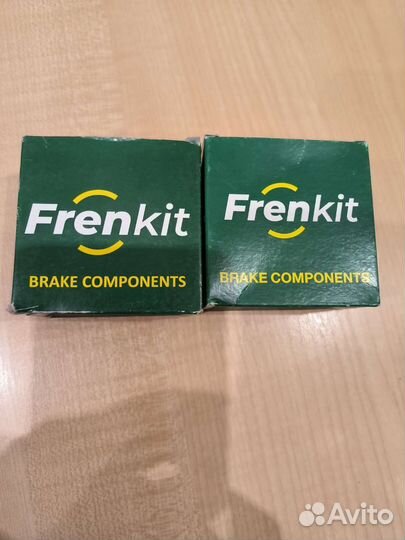 Frenkit
BRAKE COMPONENTS
Frenkit
BRAKE COMPONENTS
Avito